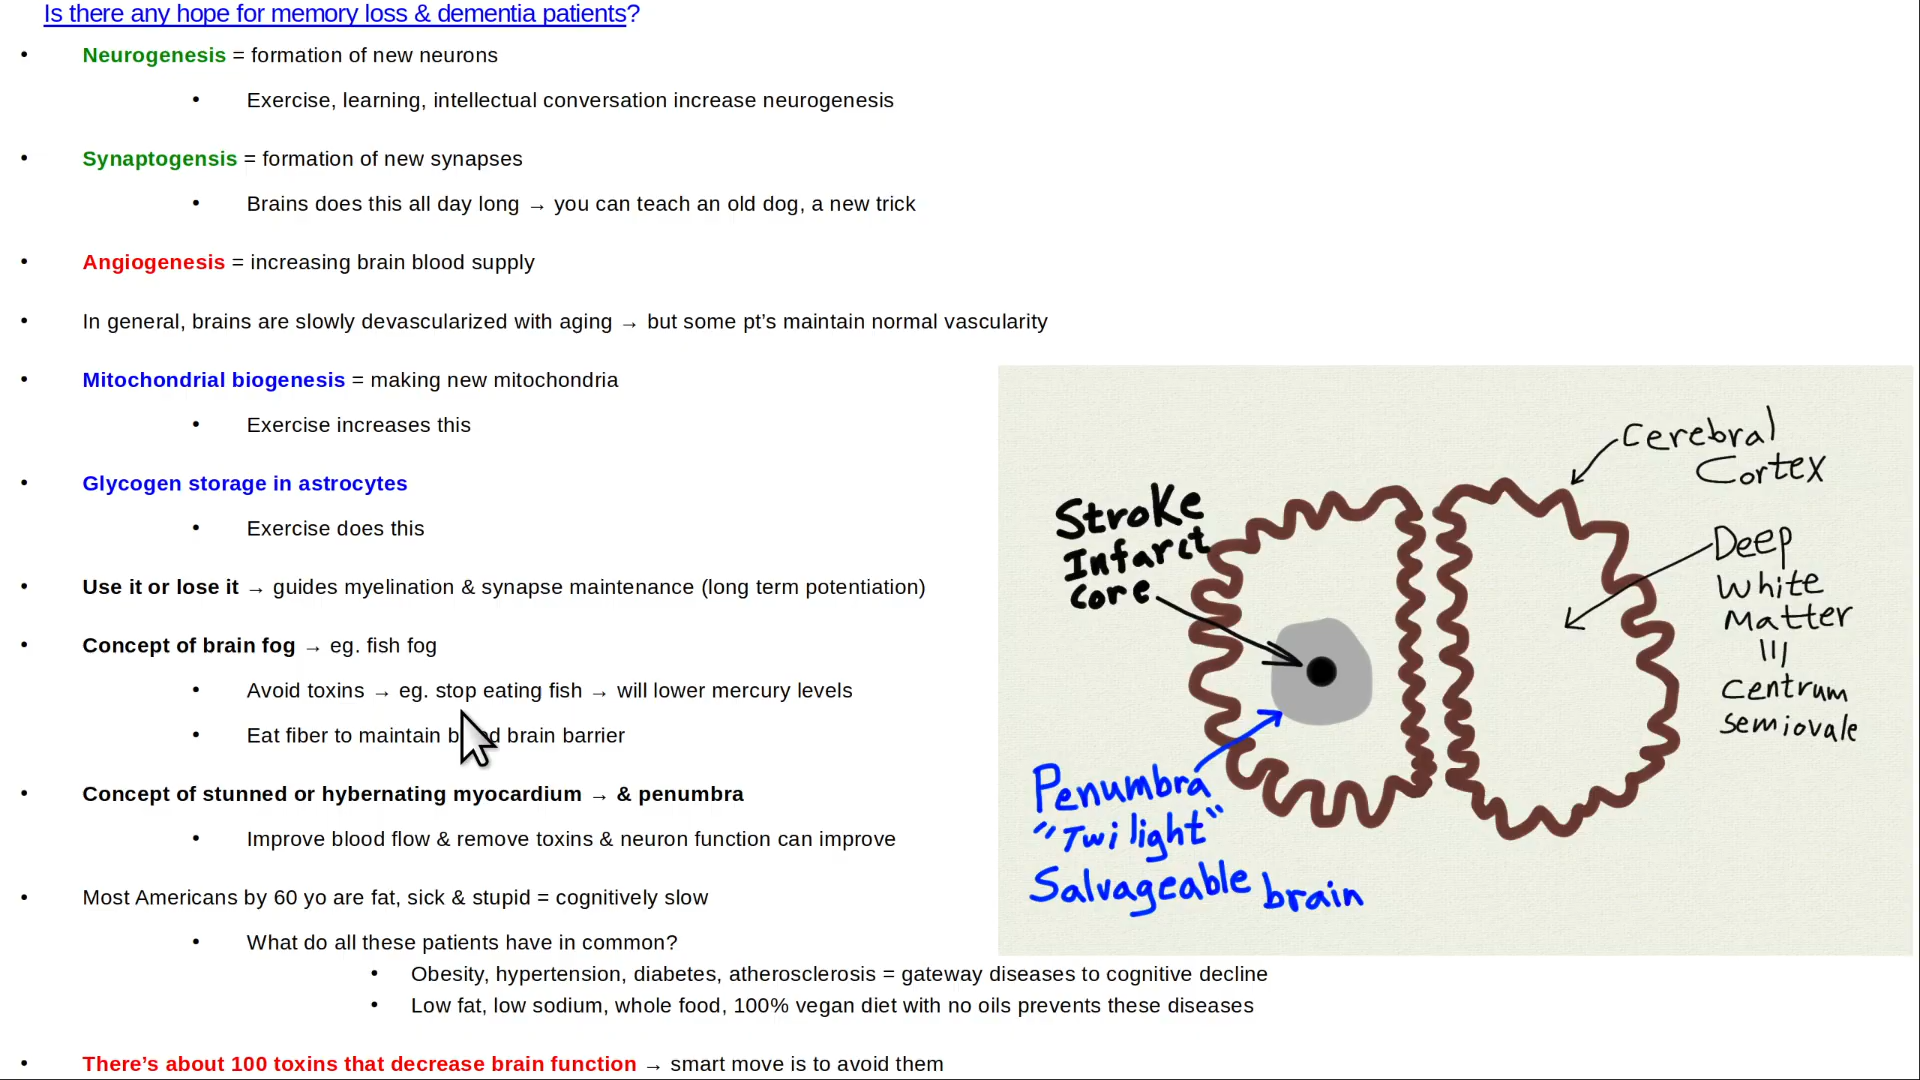 Is there any hope for memory loss & dementia patients?
• Neurogenesis = formation of new neurons
• Exercise, learning, intellectual conversation increase neurogenesis
• Synaptogensis = formation of new synapses
• Brains does this all day long → you can teach an old dog, a new trick
• Angiogenesis = increasing brain blood supply
• In general, brains are slowly devascularized with aging → but some pt’s maintain normal vascularity
• Mitochondrial biogenesis = making new mitochondria
• Exercise increases this
• Glycogen storage in astrocytes
• Exercise does this
• Use it or lose it → guides myelination & synapse maintenance (long term potentiation)
• Concept of brain fog → eg. fish fog
• Avoid toxins → eg. stop eating fish → will lower mercury levels
• Eat fiber to maintain blood brain barrier
• Concept of stunned or hybernating myocardium → & penumbra
• Improve blood flow & remove toxins & neuron function can improve
• Most Americans by 60 yo are fat, sick & stupid = cognitively slow
• What do all these patients have in common?
• Obesity, hypertension, diabetes, atherosclerosis = gateway diseases to cognitive decline
• Low fat, low sodium, whole food, 100% vegan diet with no oils prevents these diseases
• There’s about 100 toxins that decrease brain function → smart move is to avoid them
Stroke
Infarct
Core
Penumbra
"Twilight"
Salvageable brain
Cerebral
Cortex
Deep
White
Matter
=
Centrum
semiovale